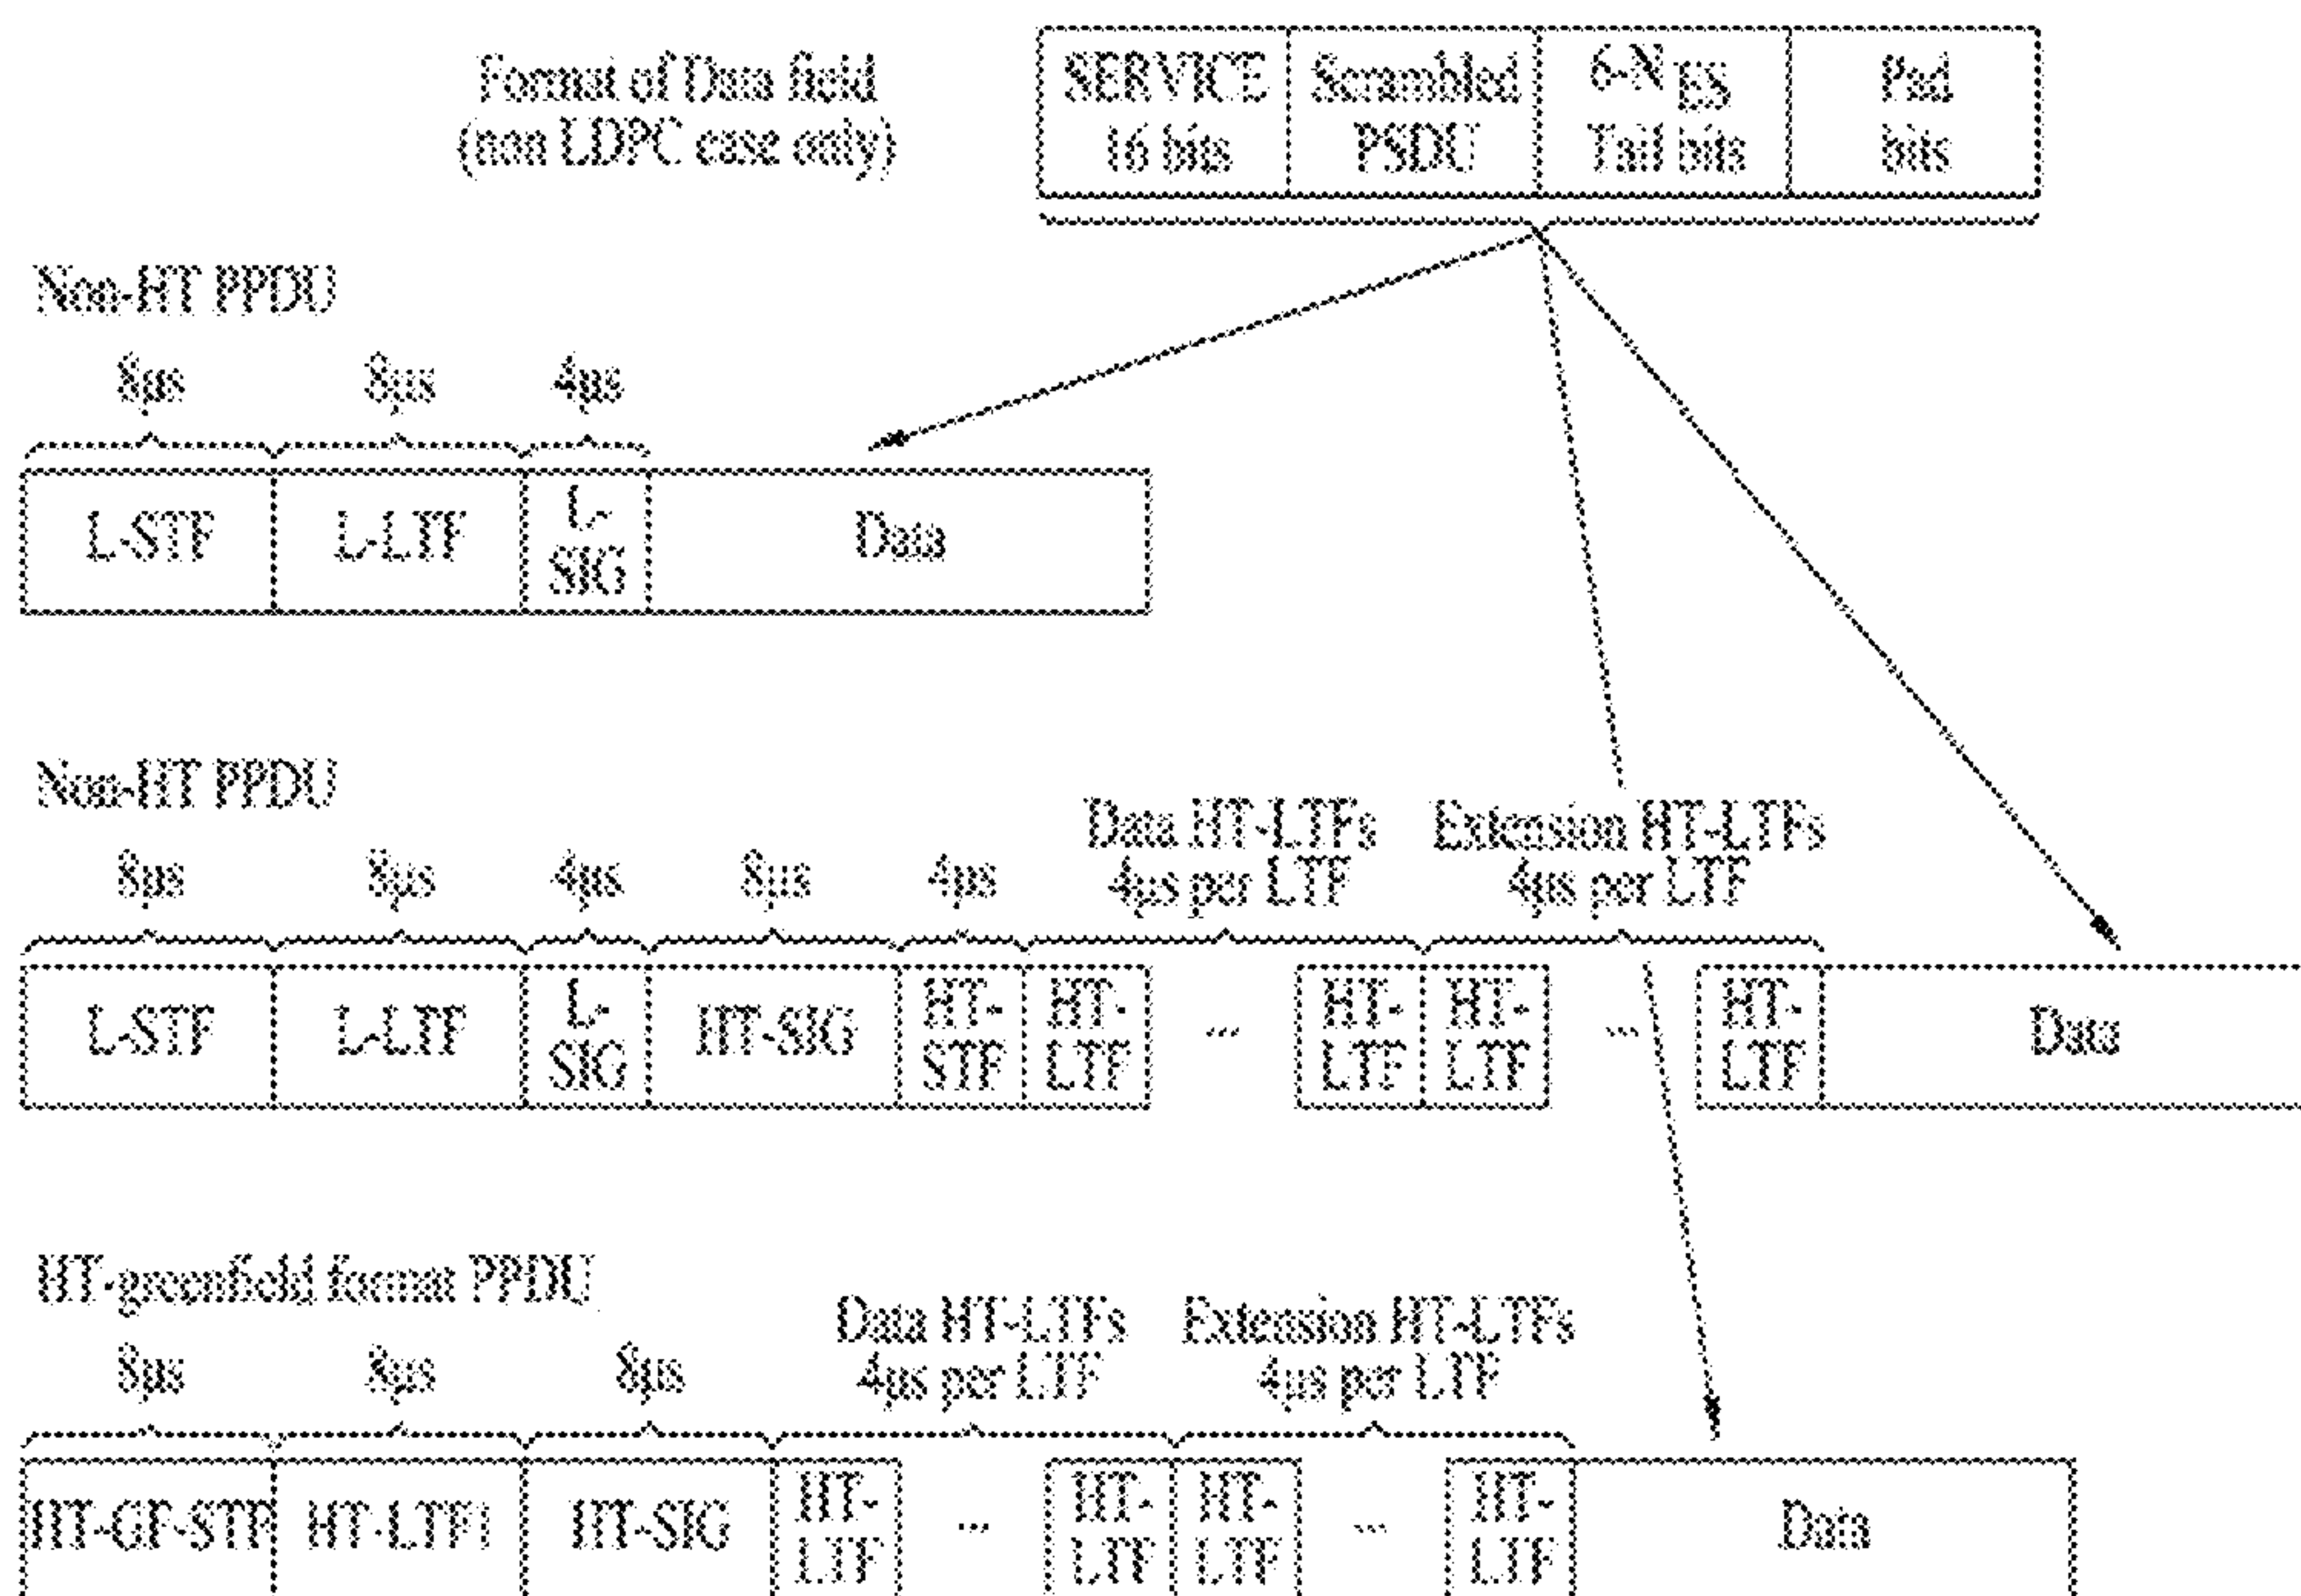 Format of Data field
(non LDPC case only)
SERVICE
16 bits
Scrambled
PSDU
6-N ES
Tail bits
Pad
bits
Non-HT PPDU
8μs 8μs 4μs
L-STF L-LTF L-
SIG
Data
Non-HT PPDU
8μs 8μs 4μs 8μs 4μs
Data HT-LTFs
4μs per LTF
Extension HT-LTFs
4μs per LTF
L-STF L-LTF L-
SIG
HT-SIG
HT-
STF
HT-
LTF
...
HT-
LTF
HT-
LTF
...
HT-
LTF
Data
HT-greenfield format PPDU
8μs 8μs 8μs
Data HT-LTFs
4μs per LTF
Extension HT-LTFs
4μs per LTF
HT-GF-STF HT-LTF1 HT-SIG
HT-
LTF
...
HT-
LTF
HT-
LTF
...
HT-
LTF
Data